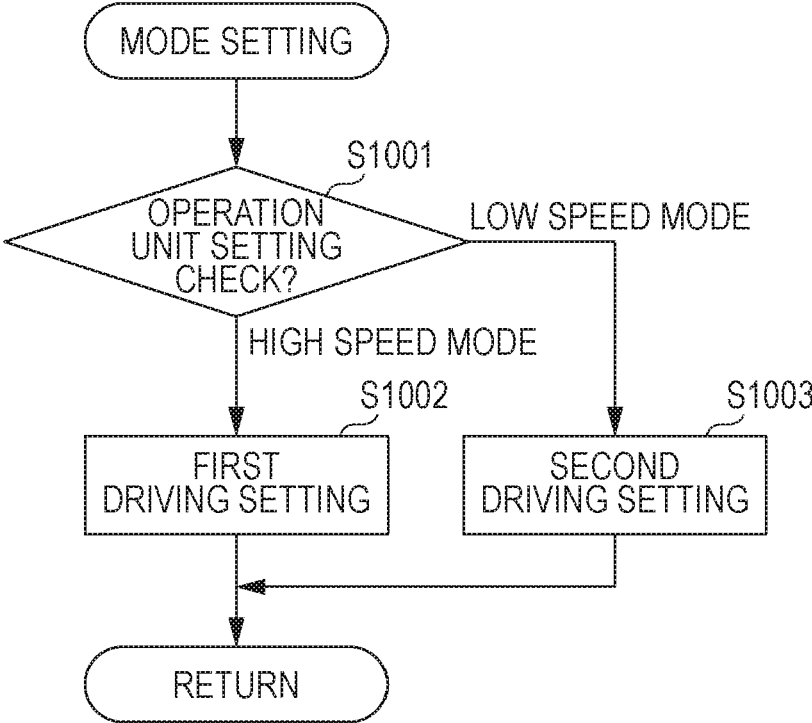 MODE SETTING
S1001
OPERATION
UNIT SETTING
CHECK?
LOW SPEED MODE
HIGH SPEED MODE
S1002
S1003
FIRST
DRIVING SETTING
SECOND
DRIVING SETTING
RETURN